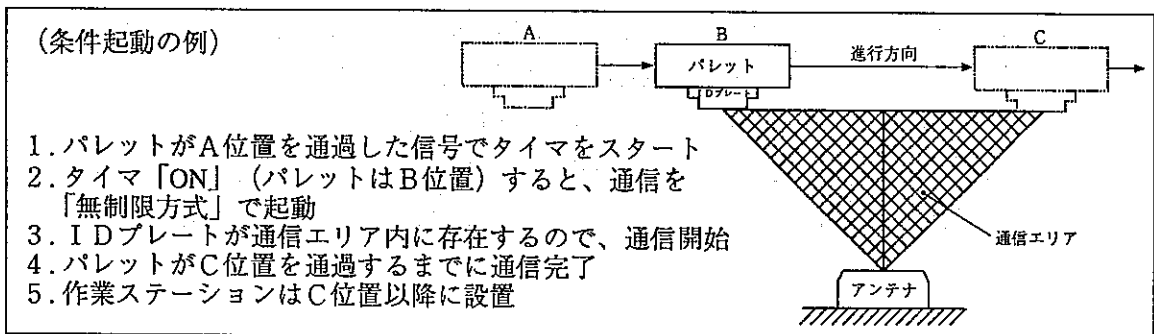 (条件起動の例)
A
B
C
パレット
進行方向
IDプレート
1.パレットがA位置を通過した信号でタイマをスタート
2.タイマ「ON」(パレットはB位置)すると、通信を
「無制限方式」で起動
3.IDプレートが通信エリア内に存在するので、通信開始
4.パレットがC位置を通過するまでに通信完了
5.作業ステーションはC位置以降に設置
通信エリア
アンテナ